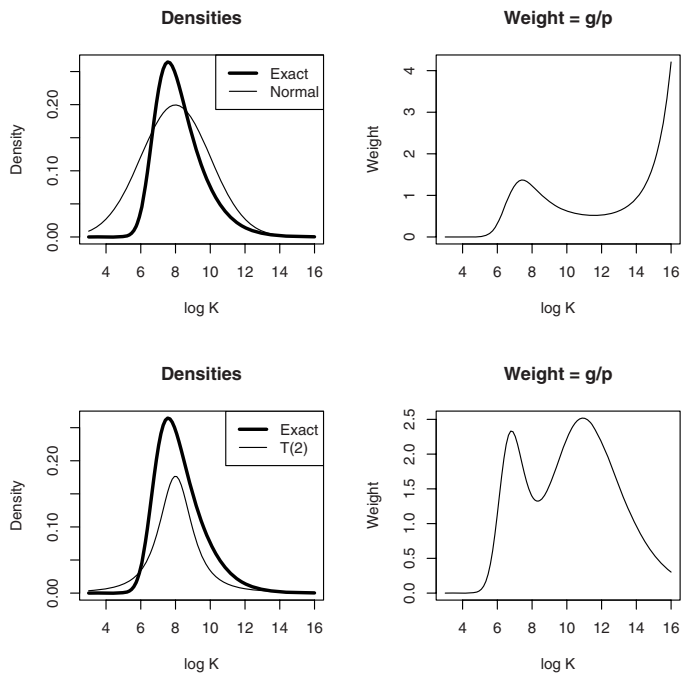 Densities
Density
0.00 0.10 0.20
Exact
Normal
4 6 8 10 12 14 16
log K
Weight = g/p
Weight
0 1 2 3 4
4 6 8 10 12 14 16
log K
Densities
Density
0.00 0.10 0.20
Exact
T(2)
4 6 8 10 12 14 16
log K
Weight = g/p
Weight
0.0 0.5 1.0 1.5 2.0 2.5
4 6 8 10 12 14 16
log K